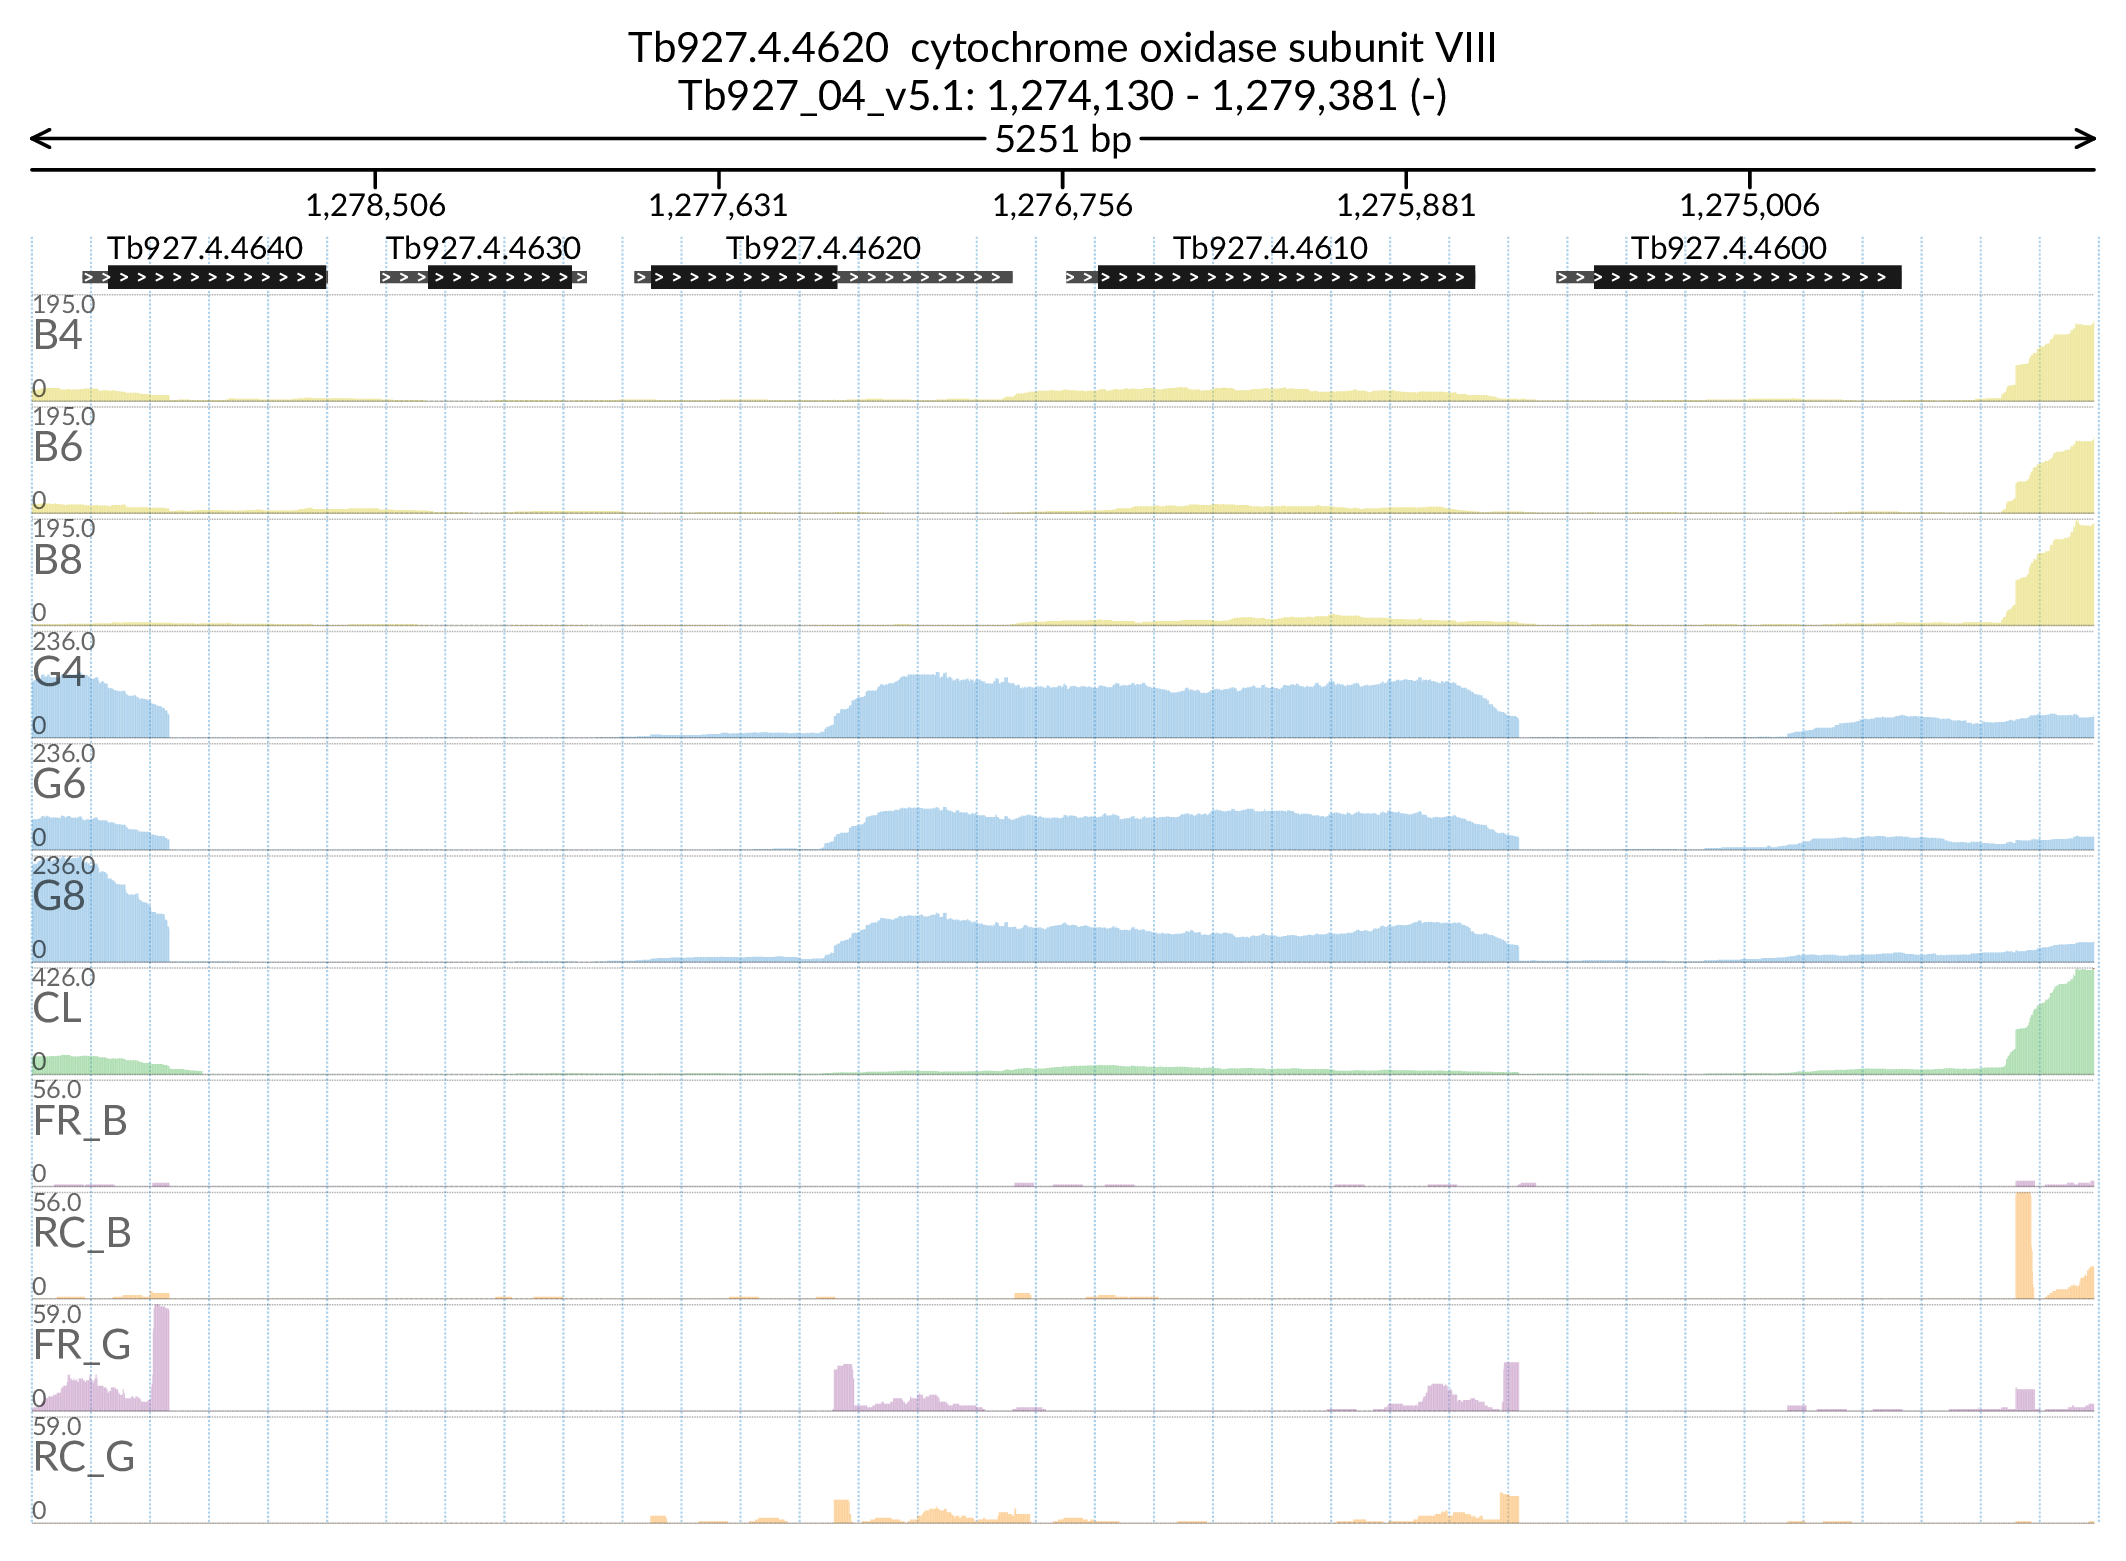 Tb927.4.4620  cytochrome oxidase subunit VIII
Tb927_04_v5.1: 1,274,130 - 1,279,381 (-)
5251 bp
1,278,506 1,277,631 1,276,756 1,275,881 1,275,006
Tb927.4.4640 Tb927.4.4630 Tb927.4.4620 Tb927.4.4610 Tb927.4.4600
195.0
B4
0
195.0
B6
0
195.0
B8
0
236.0
G4
0
236.0
G6
0
236.0
G8
0
426.0
CL
0
56.0
FR_B
0
56.0
RC_B
0
59.0
FR_G
0
59.0
RC_G
0